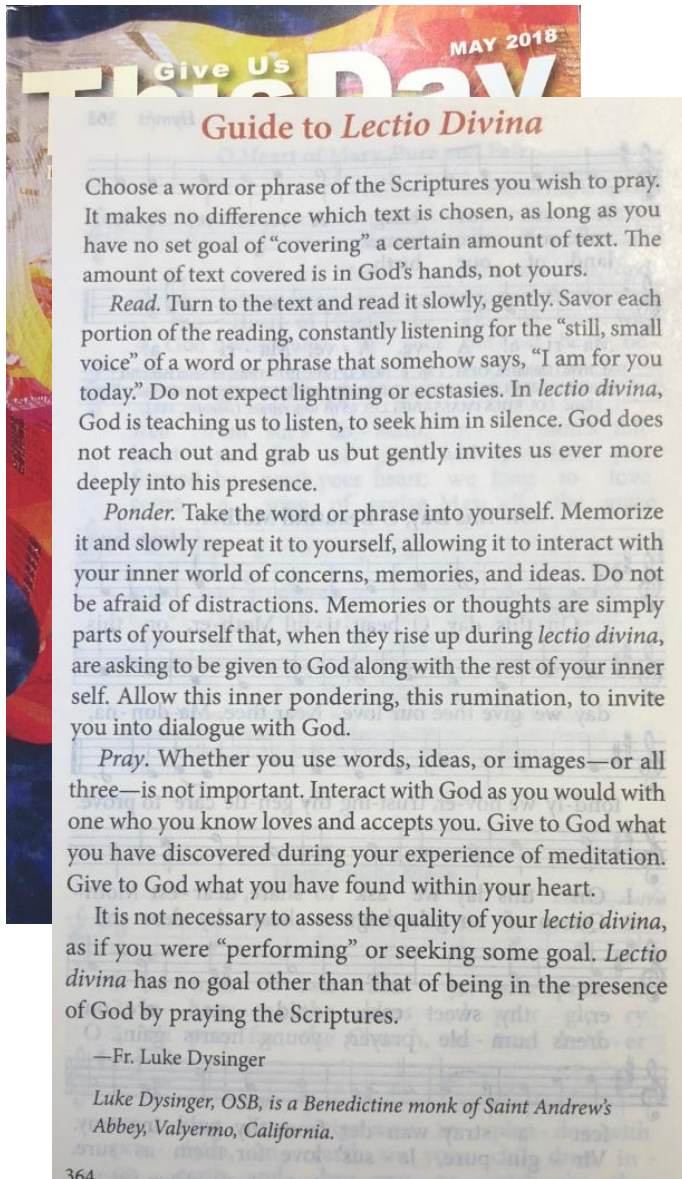 Give Us
MAY 2018
This Day
Guide to Lectio Divina
Choose a word or phrase of the Scriptures you wish to pray.
It makes no difference which text is chosen, as long as you
have no set goal of “covering” a certain amount of text. The
amount of text covered is in God’s hands, not yours.
Read. Turn to the text and read it slowly, gently. Savor each
portion of the reading, constantly listening for the “still, small
voice” of a word or phrase that somehow says, “I am for you
today.” Do not expect lightning or ecstasies. In lectio divina,
God is teaching us to listen, to seek him in silence. God does
not reach out and grab us but gently invites us ever more
deeply into his presence.
Ponder. Take the word or phrase into yourself. Memorize
it and slowly repeat it to yourself, allowing it to interact with
your inner world of concerns, memories, and ideas. Do not
be afraid of distractions. Memories or thoughts are simply
parts of yourself that, when they rise up during lectio divina,
are asking to be given to God along with the rest of your inner
self. Allow this inner pondering, this rumination, to invite
you into dialogue with God.
Pray. Whether you use words, ideas, or images—or all
three—is not important. Interact with God as you would with
one who you know loves and accepts you. Give to God what
you have discovered during your experience of meditation.
Give to God what you have found within your heart.
It is not necessary to assess the quality of your lectio divina,
as if you were “performing” or seeking some goal. Lectio
divina has no goal other than that of being in the presence
of God by praying the Scriptures.
—Fr. Luke Dysinger
Luke Dysinger, OSB, is a Benedictine monk of Saint Andrew’s
Abbey, Valyermo, California.
364